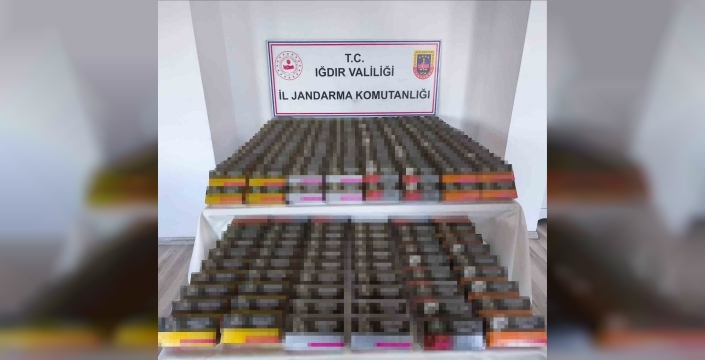 T.C.
IĞDIR VALİLİĞİ
İL JANDARMA KOMUTANLIĞI